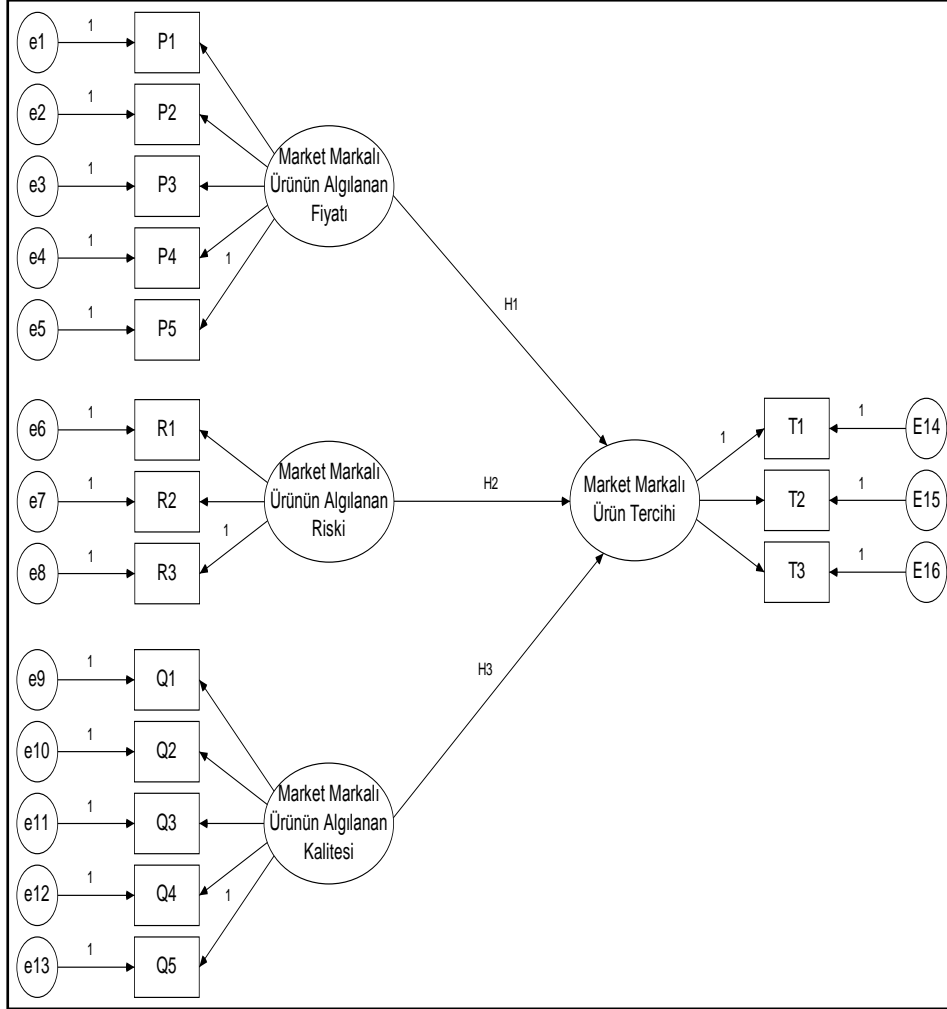 e1
1
P1
e2
1
P2
e3
1
P3
e4
1
P4
1
e5
1
P5
Market Markalı
Ürünün Algılanan
Fiyatı
H1
e6
1
R1
e7
1
R2
e8
1
R3
1
Market Markalı
Ürünün Algılanan
Riski
H2
Market Markalı
Ürün Tercihi
1
T1
1
E14
T2
1
E15
T3
1
E16
H3
e9
1
Q1
e10
1
Q2
e11
1
Q3
e12
1
Q4
1
e13
1
Q5
Market Markalı
Ürünün Algılanan
Kalitesi